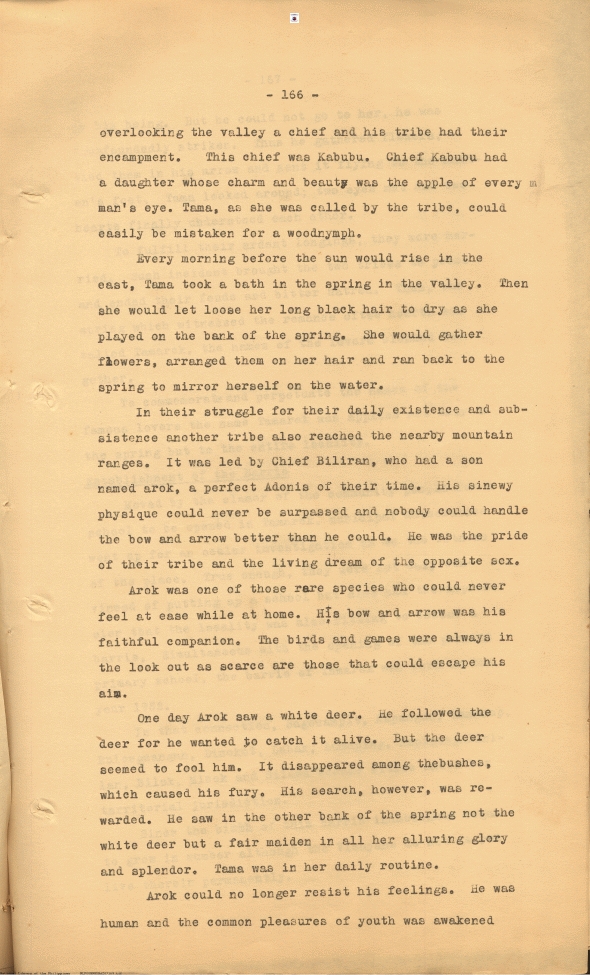 - 166 -
overlooking the valley a chief and his tribe had their
encampment. This chief was Kabubu. Chief Kabubu had
a daughter whose charm and beauty was the apple of every m
man's eye. Tama, as she was called by the tribe, could
easily be mistaken for a woodnymph.
Every morning before the sun would rise in the
east, Tama took a bath in the spring in the valley. Then
she would let loose her long black hair to dry as she
played on the bank of the spring. She would gather
flowers, arranged them on her hair and ran back to the
spring to mirror herself on the water.
In their struggle for their daily existence and sub-
sistence another tribe also reached the nearby mountain
ranges. It was led by Chief Biliran, who had a son
named arok, a perfect Adonis of their time. His sinewy
physique could never be surpassed and nobody could handle
the bow and arrow better than he could. He was the pride
of their tribe and the living dream of the opposite sex.
Arok was one of those rare species who could never
feel at ease while at home. His bow and arrow was his
faithful companion. The birds and games were always in
the look out as scarce are those that could escape his
aim.
One day Arok saw a white deer. He followed the
deer for he wanted to catch it alive. But the deer
seemed to fool him. It disappeared among thebushes,
which caused his fury. His search, however, was re-
warded. He saw in the other bank of the spring not the
white deer but a fair maiden in all her alluring glory
and splendor. Tama was in her daily routine.
Arok could no longer resist his feelings. He was
human and the common pleasures of youth was awakened